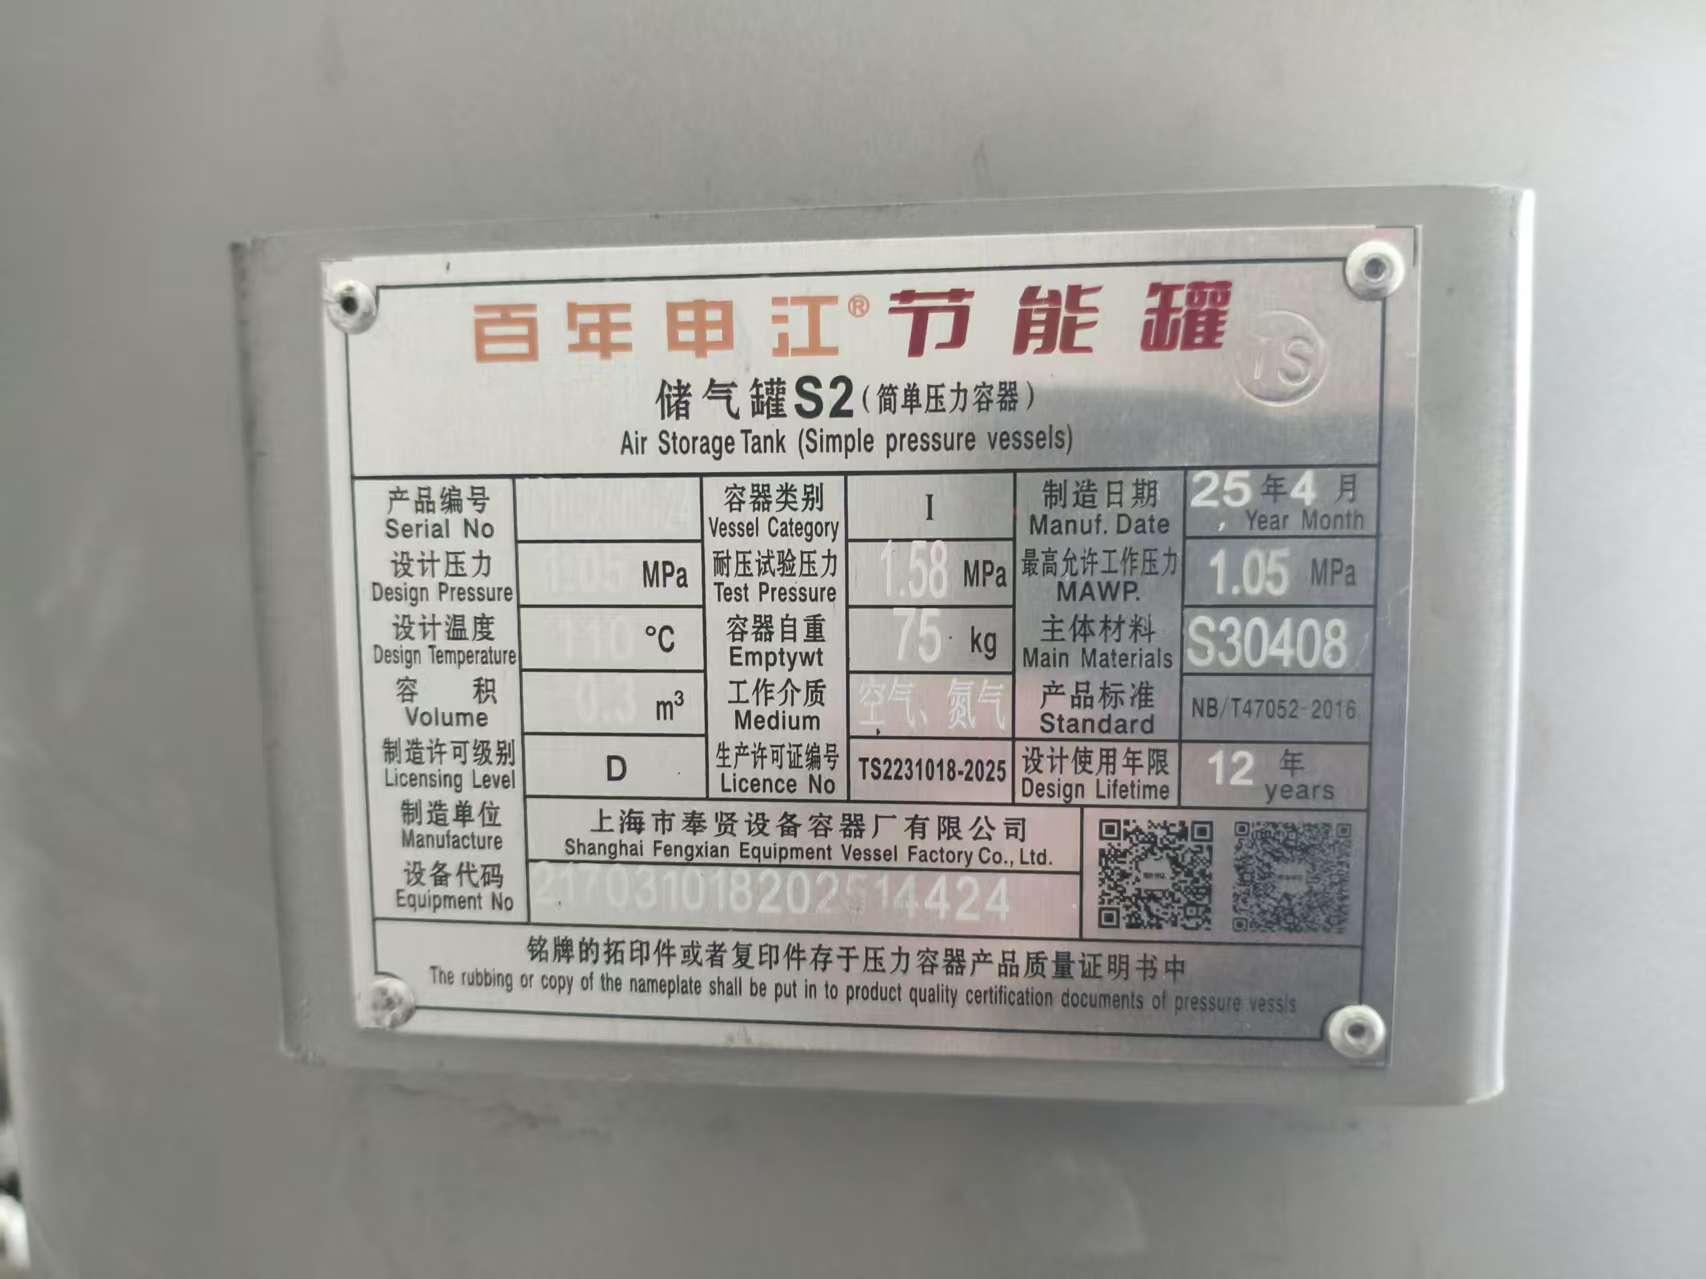 百年申江®节能罐
TS
储气罐S2(简单压力容器)
Air Storage Tank (Simple pressure vessels)
产品编号
Serial No
容器类别
Vessel Category
I
制造日期
Manuf. Date
25年4月
Year Month
设计压力
Design Pressure
1.05 MPa
耐压试验压力
Test Pressure
1.58 MPa
最高允许工作压力
MAWP.
1.05 MPa
设计温度
Design Temperature
110 °C
容器自重
Emptywt
75 kg
主体材料
Main Materials
S30408
容 积
Volume
0.3 m³
工作介质
Medium
空气、氮气
产品标准
Standard
NB/T47052-2016
制造许可级别
Licensing Level
D
生产许可证编号
Licence No
TS2231018-2025
设计使用年限
Design Lifetime
12 年
years
制造单位
Manufacture
上海市奉贤设备容器厂有限公司
Shanghai Fengxian Equipment Vessel Factory Co., Ltd.
设备代码
Equipment No
217031018202514424
铭牌的拓印件或者复印件存于压力容器产品质量证明书中
The rubbing or copy of the nameplate shall be put in to product quality certification documents of pressure vessls